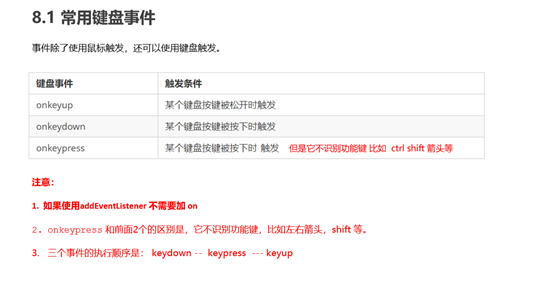 8.1 常用键盘事件
事件除了使用鼠标触发，还可以使用键盘触发。
键盘事件 触发条件
onkeyup 某个键盘按键被松开时触发
onkeydown 某个键盘按键被按下时触发
onkeypress 某个键盘按键被按下时 触发 但是它不识别功能键 比如 ctrl shift 箭头等
注意：
1. 如果使用addEventListener 不需要加 on
2. onkeypress 和前面2个的区别是，它不识别功能键，比如左右箭头，shift 等。
3. 三个事件的执行顺序是： keydown -- keypress --- keyup